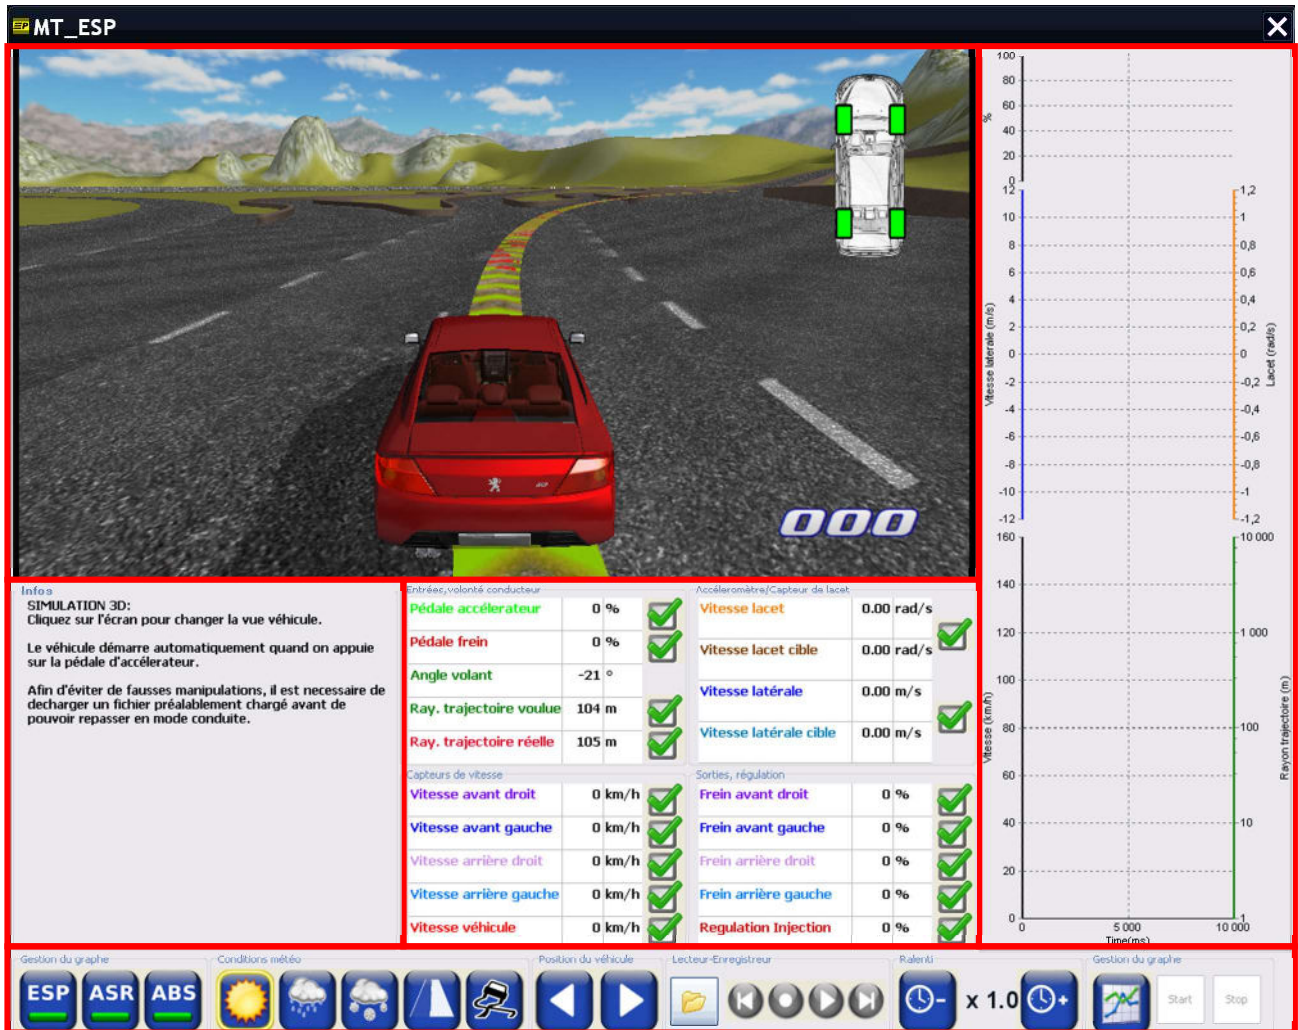 MT_ESP
000
100
80
60
40
20
0
%
12
10
8
6
4
2
0
-2
-4
-6
-8
-10
-12
Vitesse laterale (m/s)
1,2
1
0,8
0,6
0,4
0,2
0
-0,2
-0,4
-0,6
-0,8
-1
-1,2
Lacet (rad/s)
160
140
120
100
80
60
40
20
0
Vitesse (km/h)
10 000
1 000
100
10
1
Rayon trajectoire (m)
0
5 000
10 000
Time(ms)
Infos
SIMULATION 3D:
Cliquez sur l'écran pour changer la vue véhicule.
Le véhicule démarre automatiquement quand on appuie
sur la pédale d'accélerateur.
Afin d'éviter de fausses manipulations, il est necessaire de
decharger un fichier préalablement chargé avant de
pouvoir repasser en mode conduite.
Entrées,volonté conducteur
Pédale accélerateur 0 %
Pédale frein 0 %
Angle volant -21 °
Ray. trajectoire voulue 104 m
Ray. trajectoire réelle 105 m
Accéleromètre/Capteur de lacet
Vitesse lacet 0.00 rad/s
Vitesse lacet cible 0.00 rad/s
Vitesse latérale 0.00 m/s
Vitesse latérale cible 0.00 m/s
Capteurs de vitesse
Vitesse avant droit 0 km/h
Vitesse avant gauche 0 km/h
Vitesse arrière droit 0 km/h
Vitesse arrière gauche 0 km/h
Vitesse véhicule 0 km/h
Sorties, régulation
Frein avant droit 0 %
Frein avant gauche 0 %
Frein arrière droit 0 %
Frein arrière gauche 0 %
Regulation Injection 0 %
Gestion du graphe
ESP ASR ABS
Conditions météo
Position du véhicule
Lecteur-Enregistreur
Ralenti
x 1.0
Gestion du graphe
Start Stop